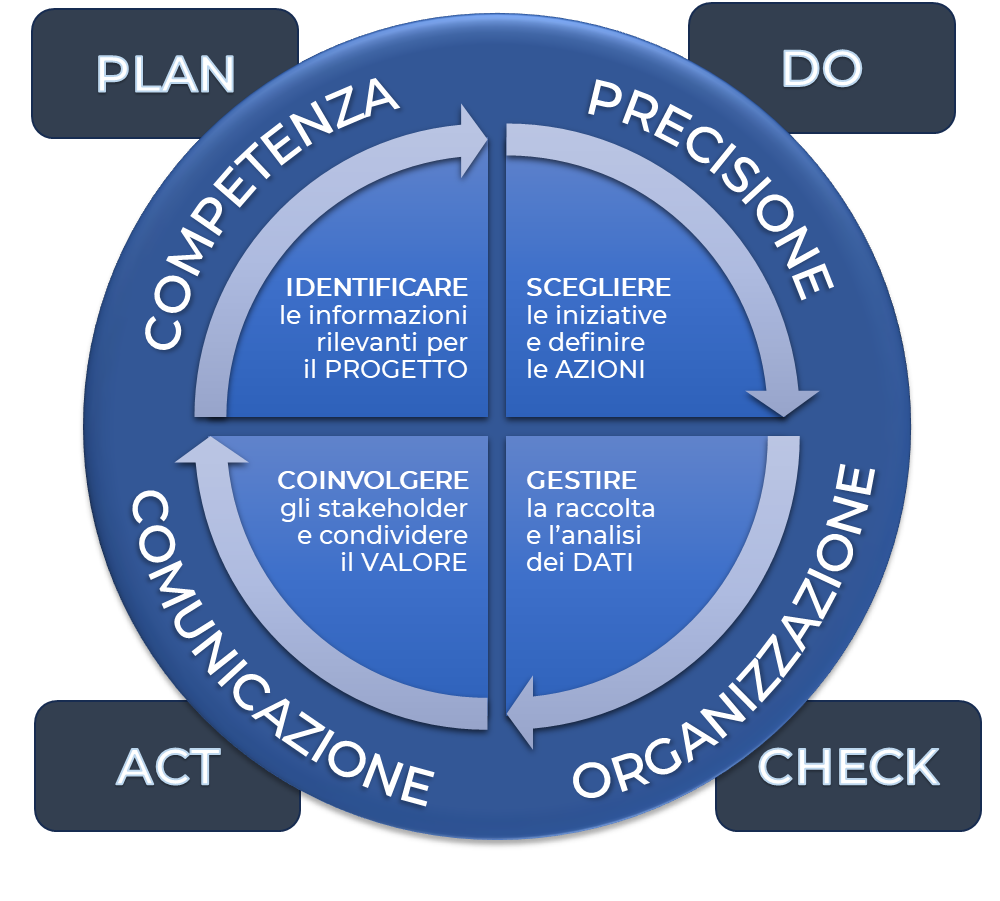 PLAN
DO
COMPETENZA
PRECISIONE
IDENTIFICARE
le informazioni
rilevanti per
il PROGETTO
SCEGLIERE
le iniziative
e definire
le AZIONI
COINVOLGERE
gli stakeholder
e condividere
il VALORE
GESTIRE
la raccolta
e l’analisi
dei DATI
COMUNICAZIONE
ORGANIZZAZIONE
ACT
CHECK